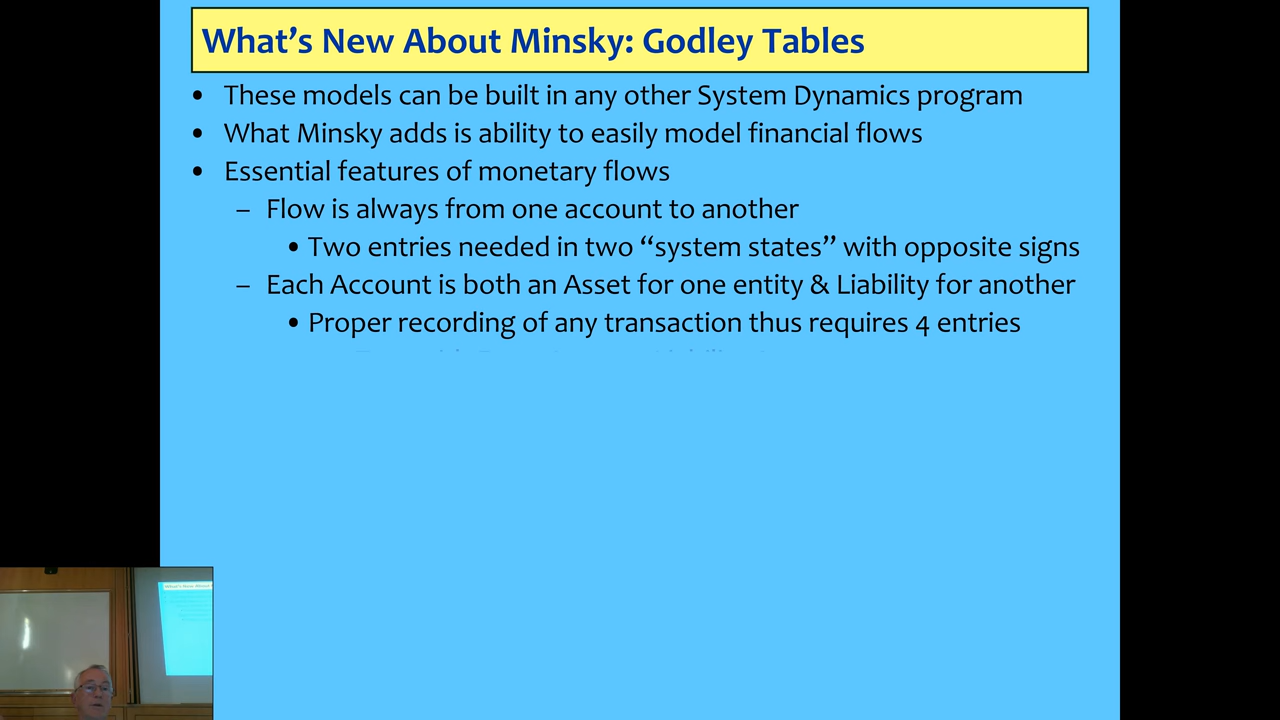 What's New About Minsky: Godley Tables
• These models can be built in any other System Dynamics program
• What Minsky adds is ability to easily model financial flows
• Essential features of monetary flows
– Flow is always from one account to another
• Two entries needed in two “system states” with opposite signs
– Each Account is both an Asset for one entity & Liability for another
• Proper recording of any transaction thus requires 4 entries